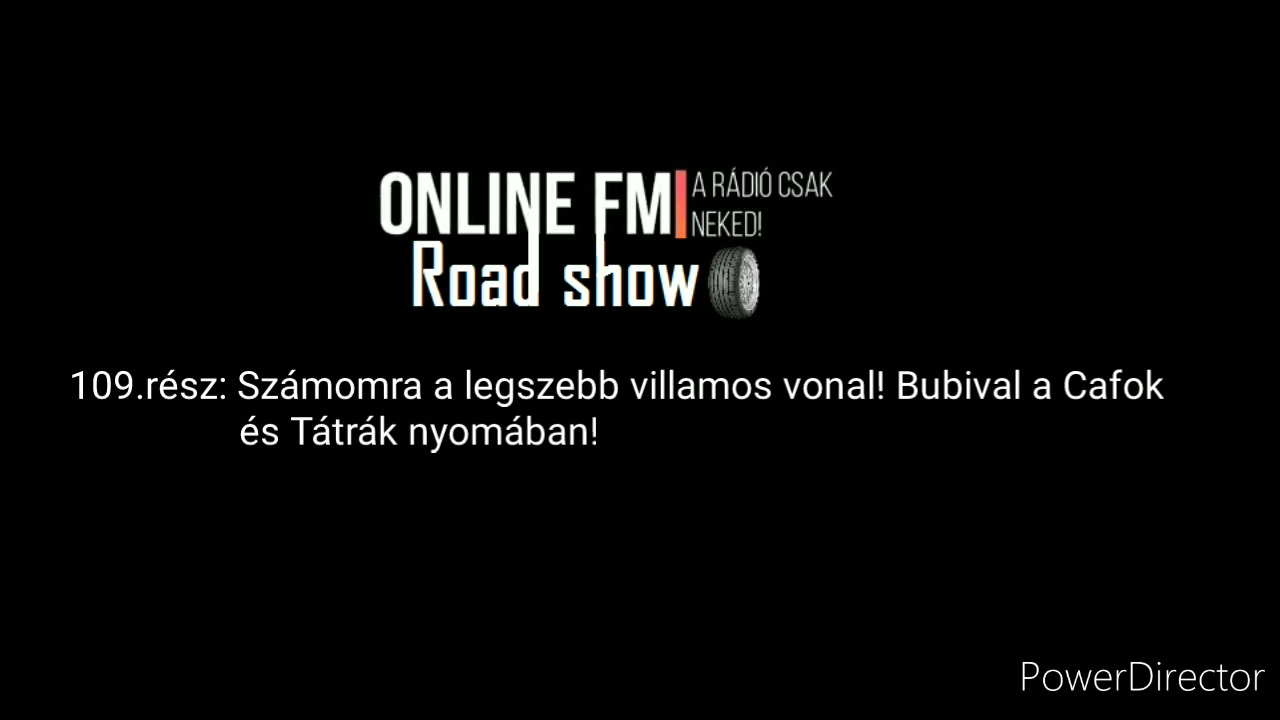 ONLINE FM A RÁDIÓ CSAK
NEKED!
Road show
109.rész: Számomra a legszebb villamos vonal! Bubival a Cafok
és Tátrák nyomában!
PowerDirector